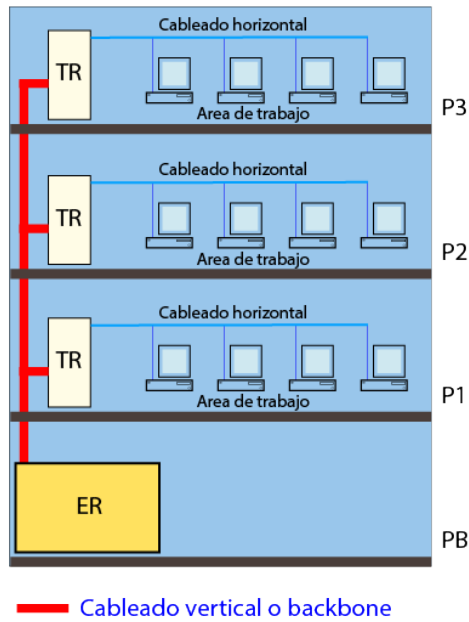 Cableado horizontal
TR
Area de trabajo
P3
Cableado horizontal
TR
Area de trabajo
P2
Cableado horizontal
TR
Area de trabajo
P1
ER
PB
Cableado vertical o backbone